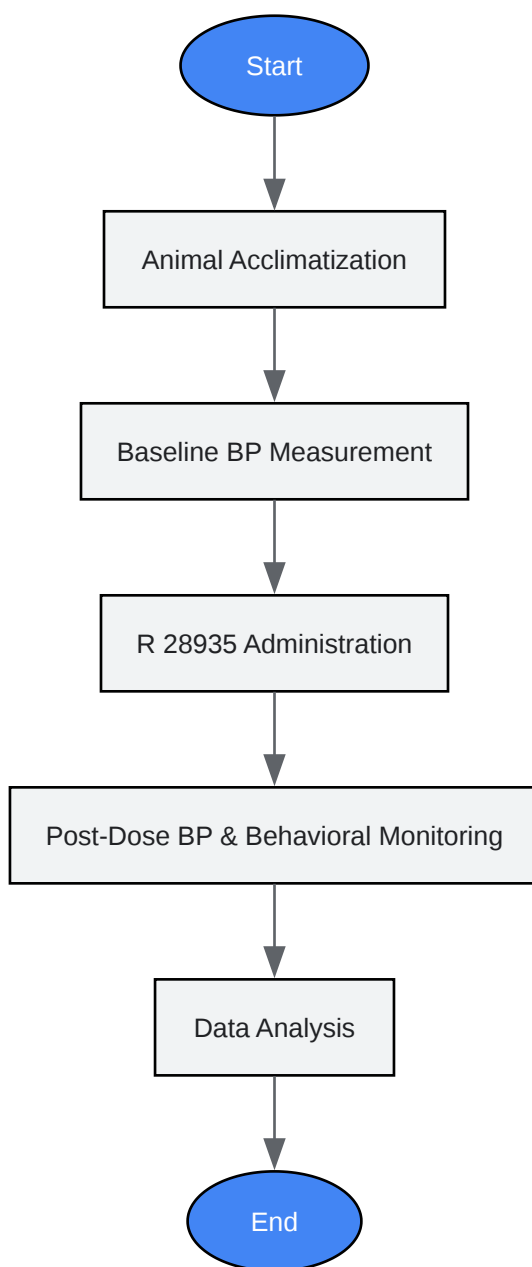 Start
Animal Acclimatization
Baseline BP Measurement
R 28935 Administration
Post-Dose BP & Behavioral Monitoring
Data Analysis
End